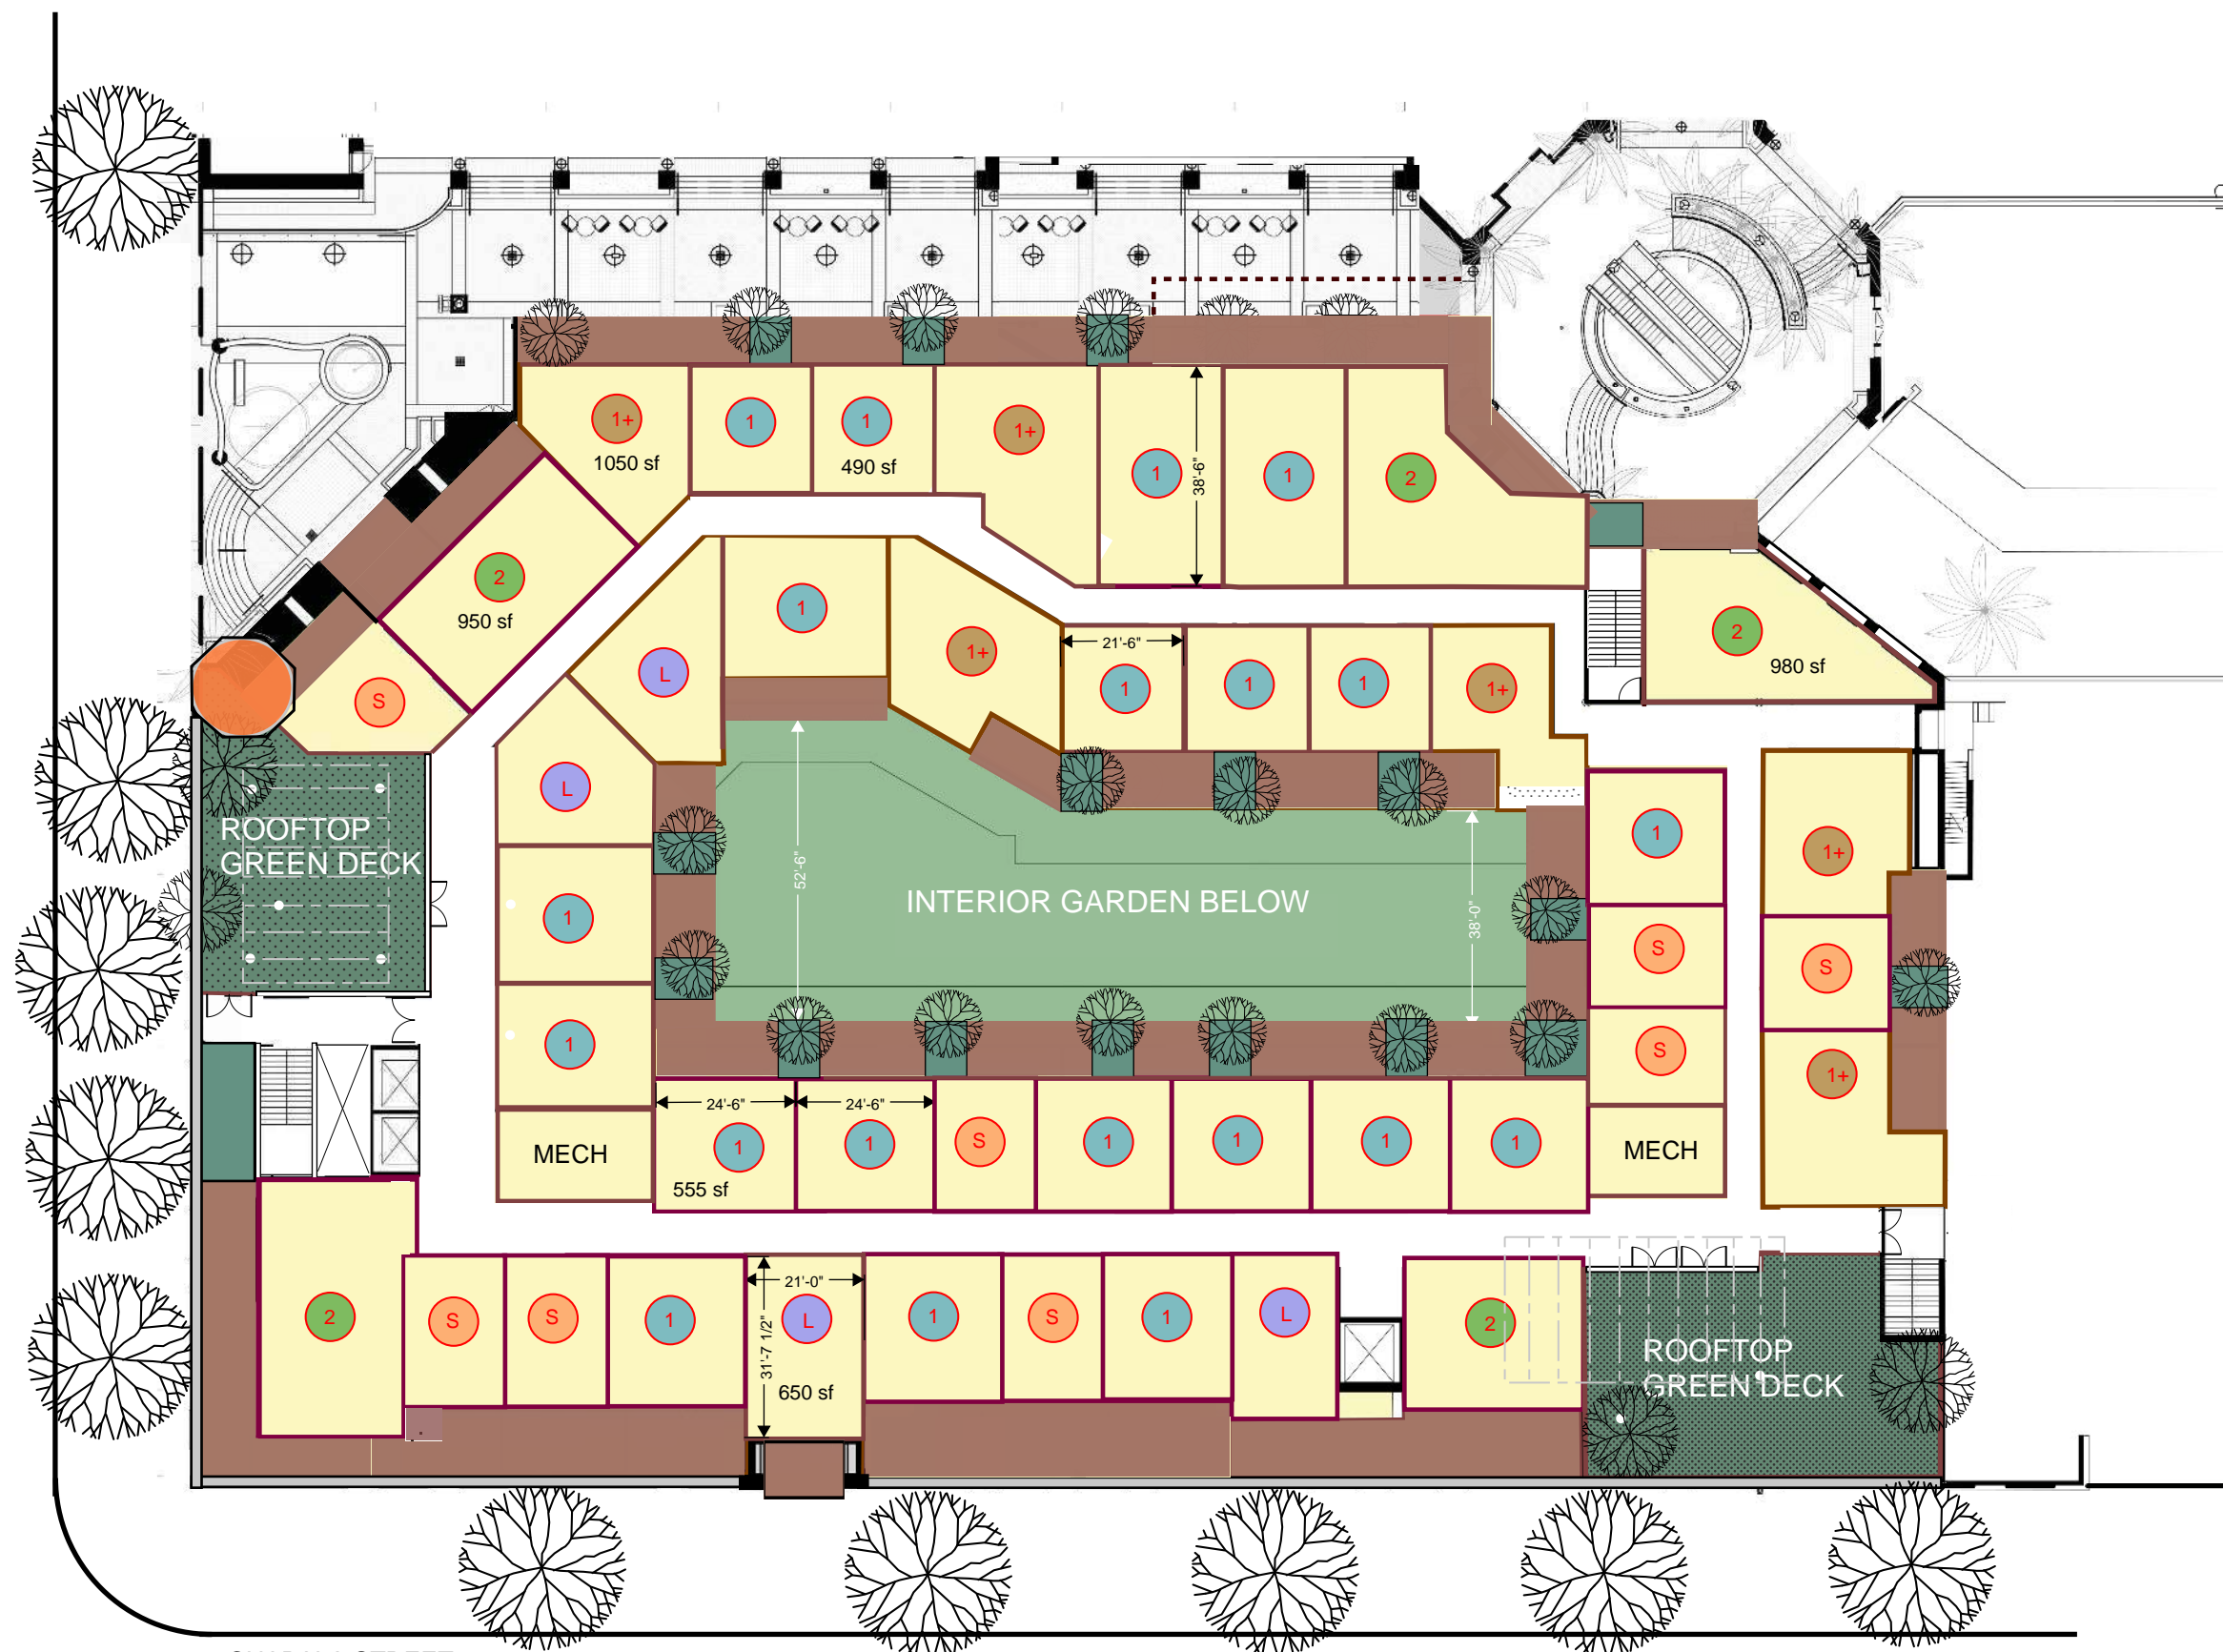 1+
1
1
1+
1050 sf
490 sf
1
38'-6"
1
2
2
950 sf
1
1+
21'-6"
2
980 sf
L
S
1
1
1
1+
L
ROOFTOP
GREEN DECK
52'-6"
INTERIOR GARDEN BELOW
38'-0"
1
1+
1
S
S
1
S
1+
24'-6"
24'-6"
MECH
1
1
S
1
1
1
1
MECH
555 sf
21'-0"
2
S
S
1
31'-7 1/2"
L
1
S
1
L
2
650 sf
ROOFTOP
GREEN DECK